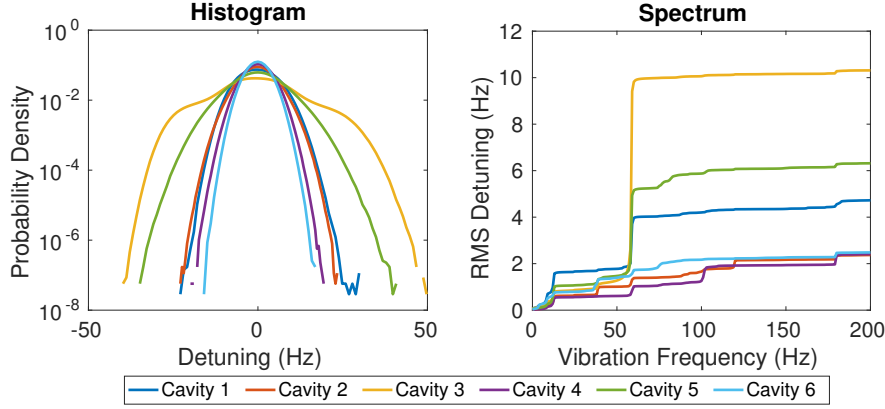 Histogram
Probability Density
10^0
10^-2
10^-4
10^-6
10^-8
-50 0 50
Detuning (Hz)
Spectrum
RMS Detuning (Hz)
12
10
8
6
4
2
0
0 50 100 150 200
Vibration Frequency (Hz)
Cavity 1 Cavity 2 Cavity 3 Cavity 4 Cavity 5 Cavity 6